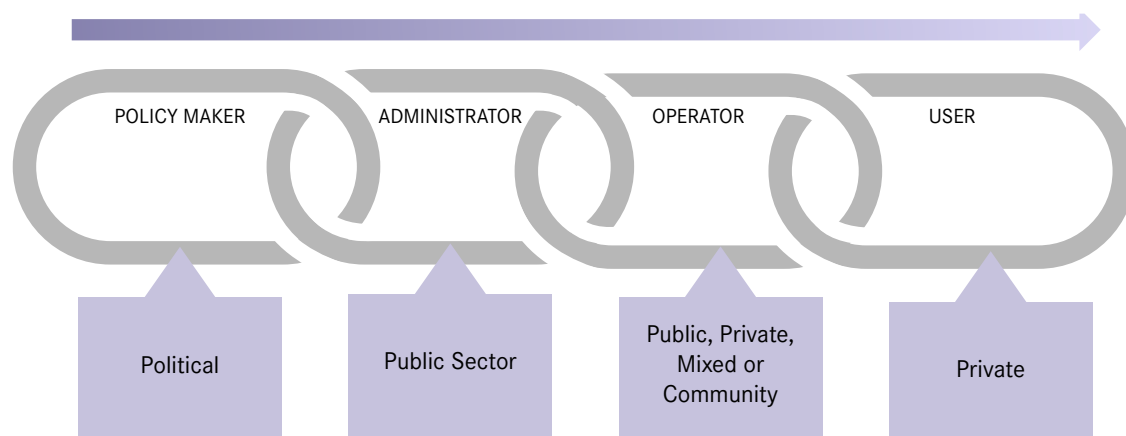 POLICY MAKER
ADMINISTRATOR
OPERATOR
USER
Political
Public Sector
Public, Private,
Mixed or
Community
Private